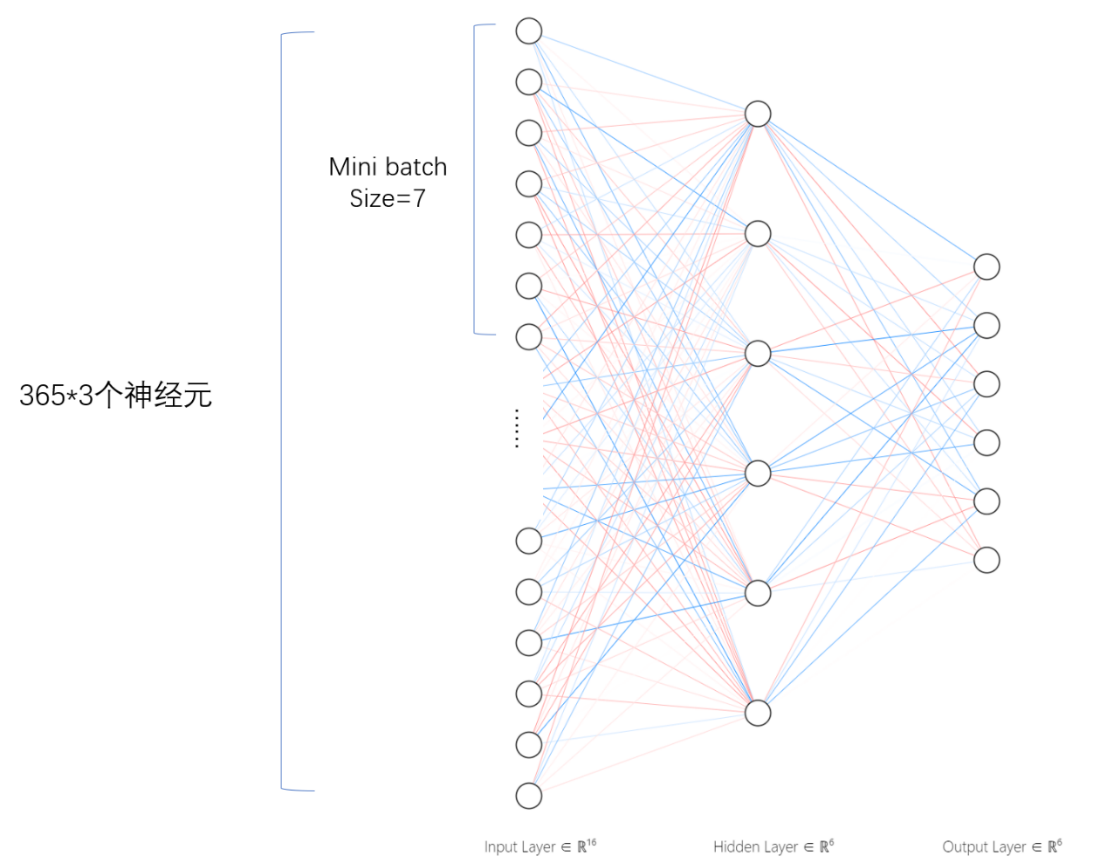 Mini batch
Size=7
365*3个神经元
······
Input Layer ∈ ℝ¹⁶
Hidden Layer ∈ ℝ⁶
Output Layer ∈ ℝ⁶